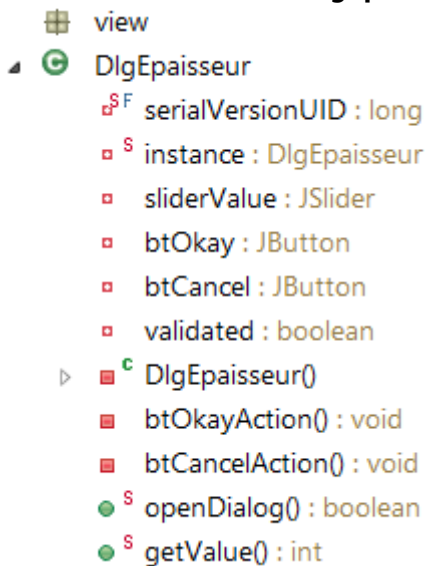 view
DlgEpaisseur
SF serialVersionUID : long
S instance : DlgEpaisseur
sliderValue : JSlider
btOkay : JButton
btCancel : JButton
validated : boolean
C DlgEpaisseur()
btOkayAction() : void
btCancelAction() : void
S openDialog() : boolean
S getValue() : int